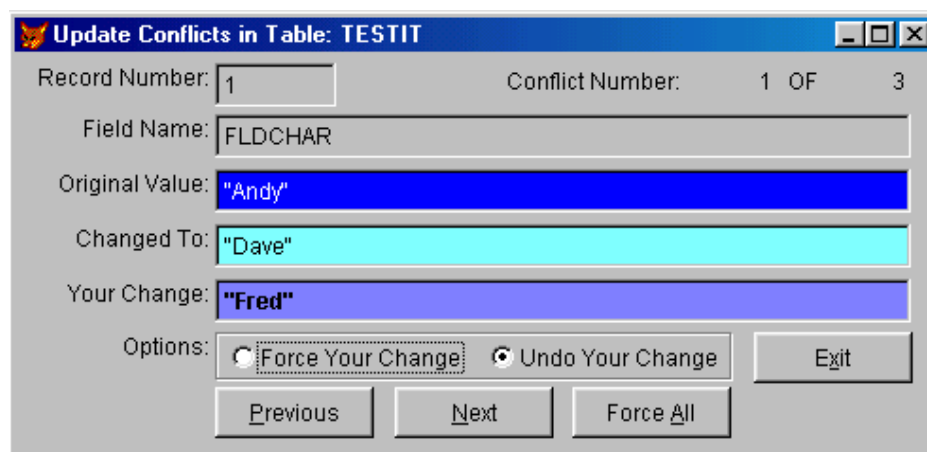 Update Conflicts in Table: TESTIT
Record Number: 1 Conflict Number: 1 OF 3
Field Name: FLDCHAR
Original Value: "Andy"
Changed To: "Dave"
Your Change: "Fred"
Options: Force Your Change Undo Your Change Exit
Previous Next Force All